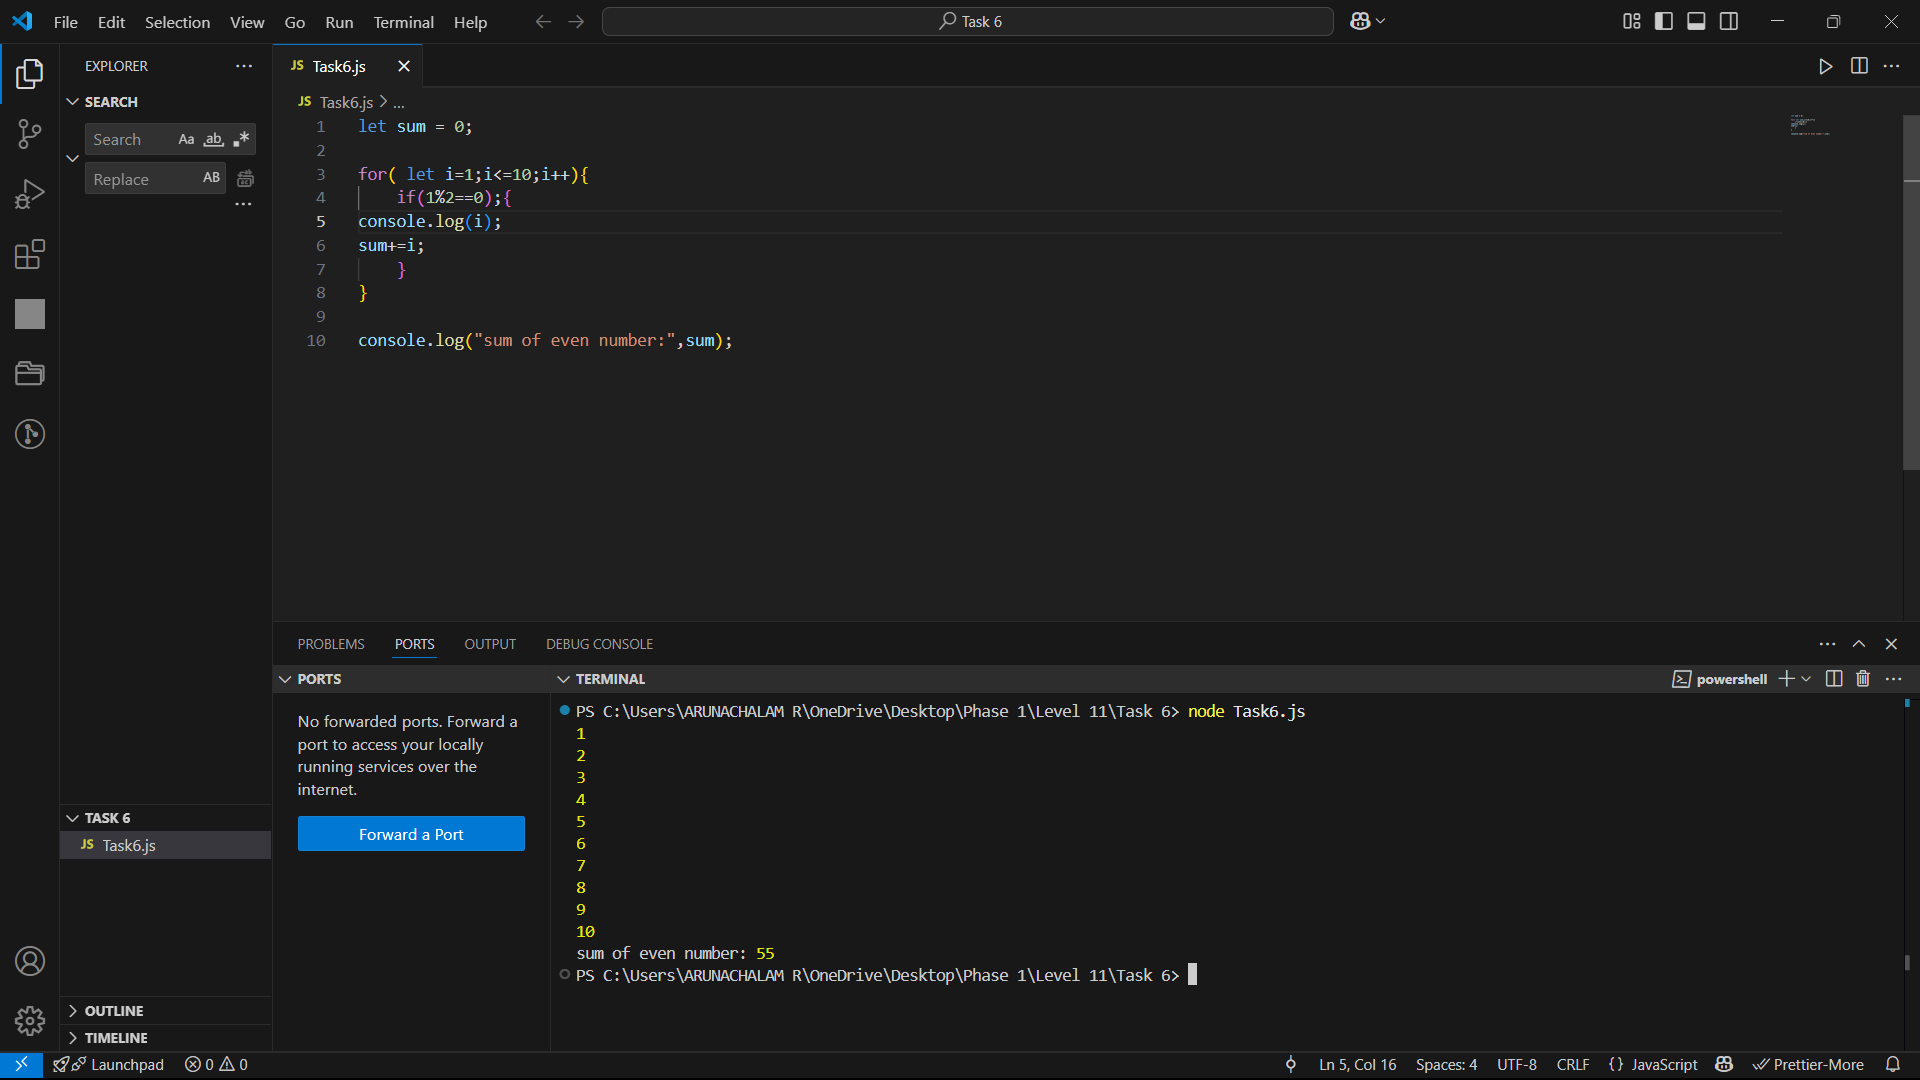 File Edit Selection View Go Run Terminal Help
Task 6
EXPLORER
SEARCH
Search Aa ab
Replace AB
TASK 6
JS Task6.js
OUTLINE
TIMELINE
JS Task6.js
JS Task6.js > ...
1 let sum = 0;
2
3 for( let i=1;i<=10;i++){
4 if(1%2==0);{
5 console.log(i);
6 sum+=i;
7 }
8 }
9
10 console.log("sum of even number:",sum);
PROBLEMS PORTS OUTPUT DEBUG CONSOLE
PORTS
No forwarded ports. Forward a
port to access your locally
running services over the
internet.
Forward a Port
TERMINAL
powershell
PS C:\Users\ARUNACHALAM R\OneDrive\Desktop\Phase 1\Level 11\Task 6> node Task6.js
1
2
3
4
5
6
7
8
9
10
sum of even number: 55
PS C:\Users\ARUNACHALAM R\OneDrive\Desktop\Phase 1\Level 11\Task 6>
Launchpad 0 0 Ln 5, Col 16 Spaces: 4 UTF-8 CRLF {} JavaScript Prettier-More